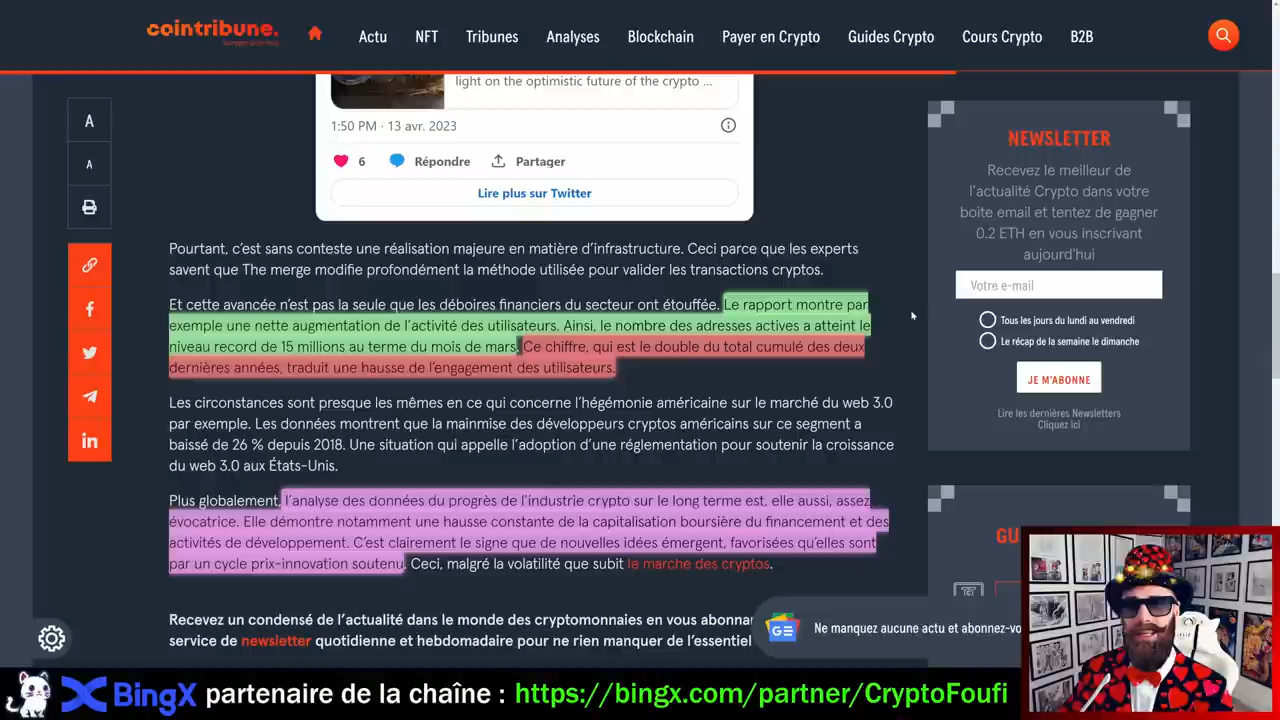 cointribune.
Actu
NFT
Tribunes
Analyses
Blockchain
Payer en Crypto
Guides Crypto
Cours Crypto
B2B
light on the optimistic future of the crypto ...
1:50 PM · 13 avr. 2023
6
Répondre
Partager
Lire plus sur Twitter
A
A
Pourtant, c’est sans conteste une réalisation majeure en matière d’infrastructure. Ceci parce que les experts
savent que The merge modifie profondément la méthode utilisée pour valider les transactions cryptos.
Et cette avancée n’est pas la seule que les déboires financiers du secteur ont étouffée. Le rapport montre par
exemple une nette augmentation de l’activité des utilisateurs. Ainsi, le nombre des adresses actives a atteint le
niveau record de 15 millions au terme du mois de mars. Ce chiffre, qui est le double du total cumulé des deux
dernières années, traduit une hausse de l’engagement des utilisateurs.
Les circonstances sont presque les mêmes en ce qui concerne l’hégémonie américaine sur le marché du web 3.0
par exemple. Les données montrent que la mainmise des développeurs cryptos américains sur ce segment a
baissé de 26 % depuis 2018. Une situation qui appelle l’adoption d’une réglementation pour soutenir la croissance
du web 3.0 aux États-Unis.
Plus globalement, l’analyse des données du progrès de l’industrie crypto sur le long terme est, elle aussi, assez
évocatrice. Elle démontre notamment une hausse constante de la capitalisation boursière du financement et des
activités de développement. C’est clairement le signe que de nouvelles idées émergent, favorisées qu’elles sont
par un cycle prix-innovation soutenu. Ceci, malgré la volatilité que subit le marche des cryptos.
Recevez un condensé de l’actualité dans le monde des cryptomonnaies en vous abonna
service de newsletter quotidienne et hebdomadaire pour ne rien manquer de l’essentiel
NEWSLETTER
Recevez le meilleur de
l’actualité Crypto dans votre
boite email et tentez de gagner
0.2 ETH en vous inscrivant
aujourd’hui
Votre e-mail
Tous les jours du lundi au vendredi
Le récap de la semaine le dimanche
JE M’ABONNE
Lire les dernières Newsletters
Cliquez ici
GU
GE
Ne manquez aucune actu et abonnez-vo
BingX partenaire de la chaîne : https://bingx.com/partner/CryptoFoufi